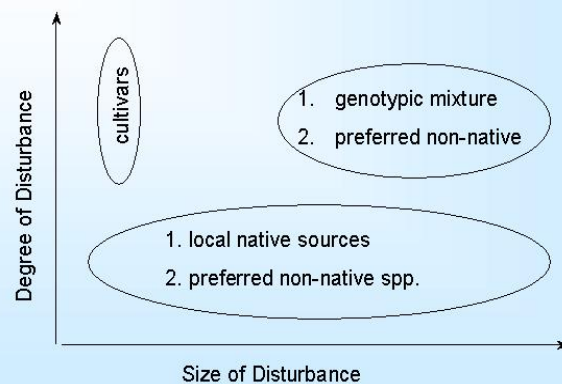 Degree of Disturbance
cultivars
1. genotypic mixture
2. preferred non-native
1. local native sources
2. preferred non-native spp.
Size of Disturbance